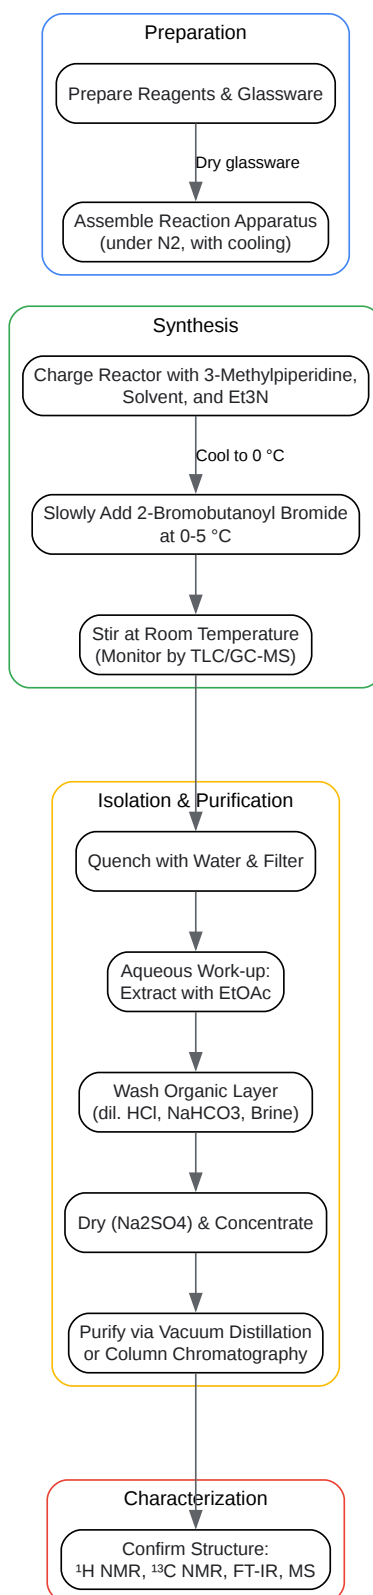 Preparation
Prepare Reagents & Glassware
Dry glassware
Assemble Reaction Apparatus
(under N2, with cooling)
Synthesis
Charge Reactor with 3-Methylpiperidine,
Solvent, and Et3N
Cool to 0 °C
Slowly Add 2-Bromobutanoyl Bromide
at 0-5 °C
Stir at Room Temperature
(Monitor by TLC/GC-MS)
Isolation & Purification
Quench with Water & Filter
Aqueous Work-up:
Extract with EtOAc
Wash Organic Layer
(dil. HCl, NaHCO3, Brine)
Dry (Na2SO4) & Concentrate
Purify via Vacuum Distillation
or Column Chromatography
Characterization
Confirm Structure:
¹H NMR, ¹³C NMR, FT-IR, MS